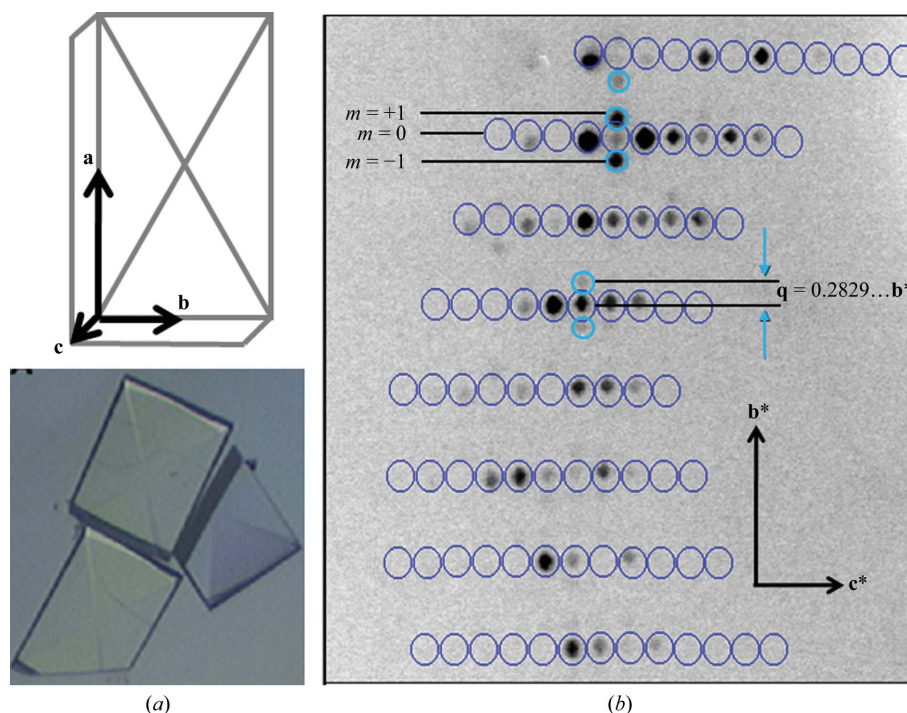 a
b
c
m = +1
m = 0
m = −1
q = 0.2829…b*
b*
c*
(a)
(b)